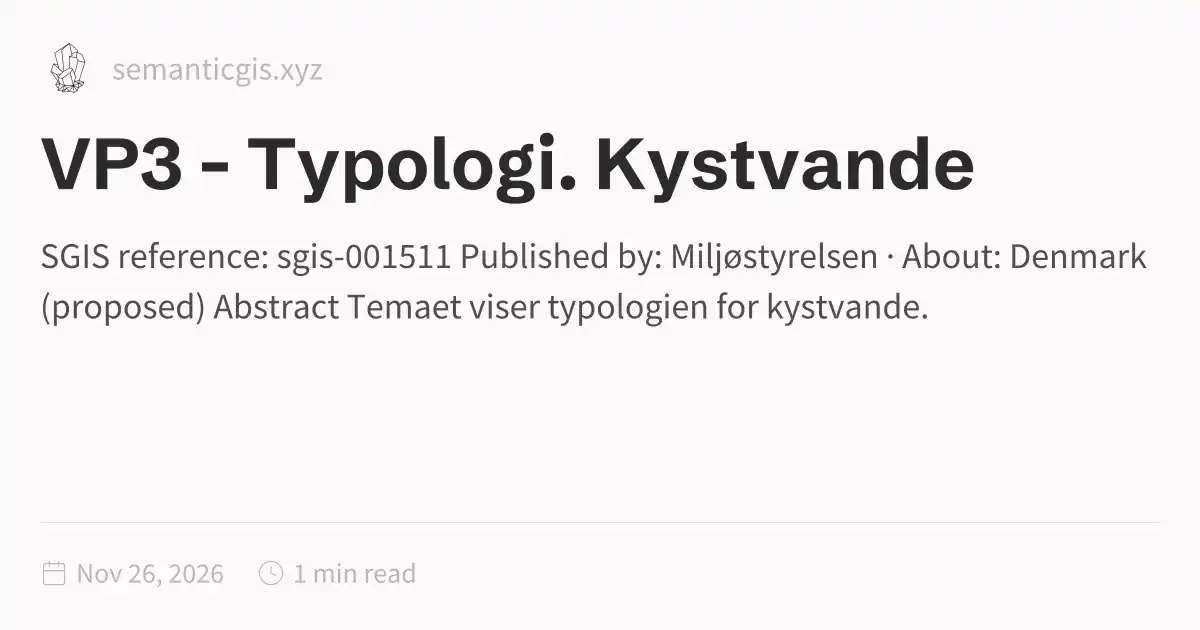 semanticgis.xyz
VP3 - Typologi. Kystvande
SGIS reference: sgis-001511 Published by: Miljøstyrelsen · About: Denmark
(proposed) Abstract Temaet viser typologien for kystvande.
Nov 26, 2026 1 min read